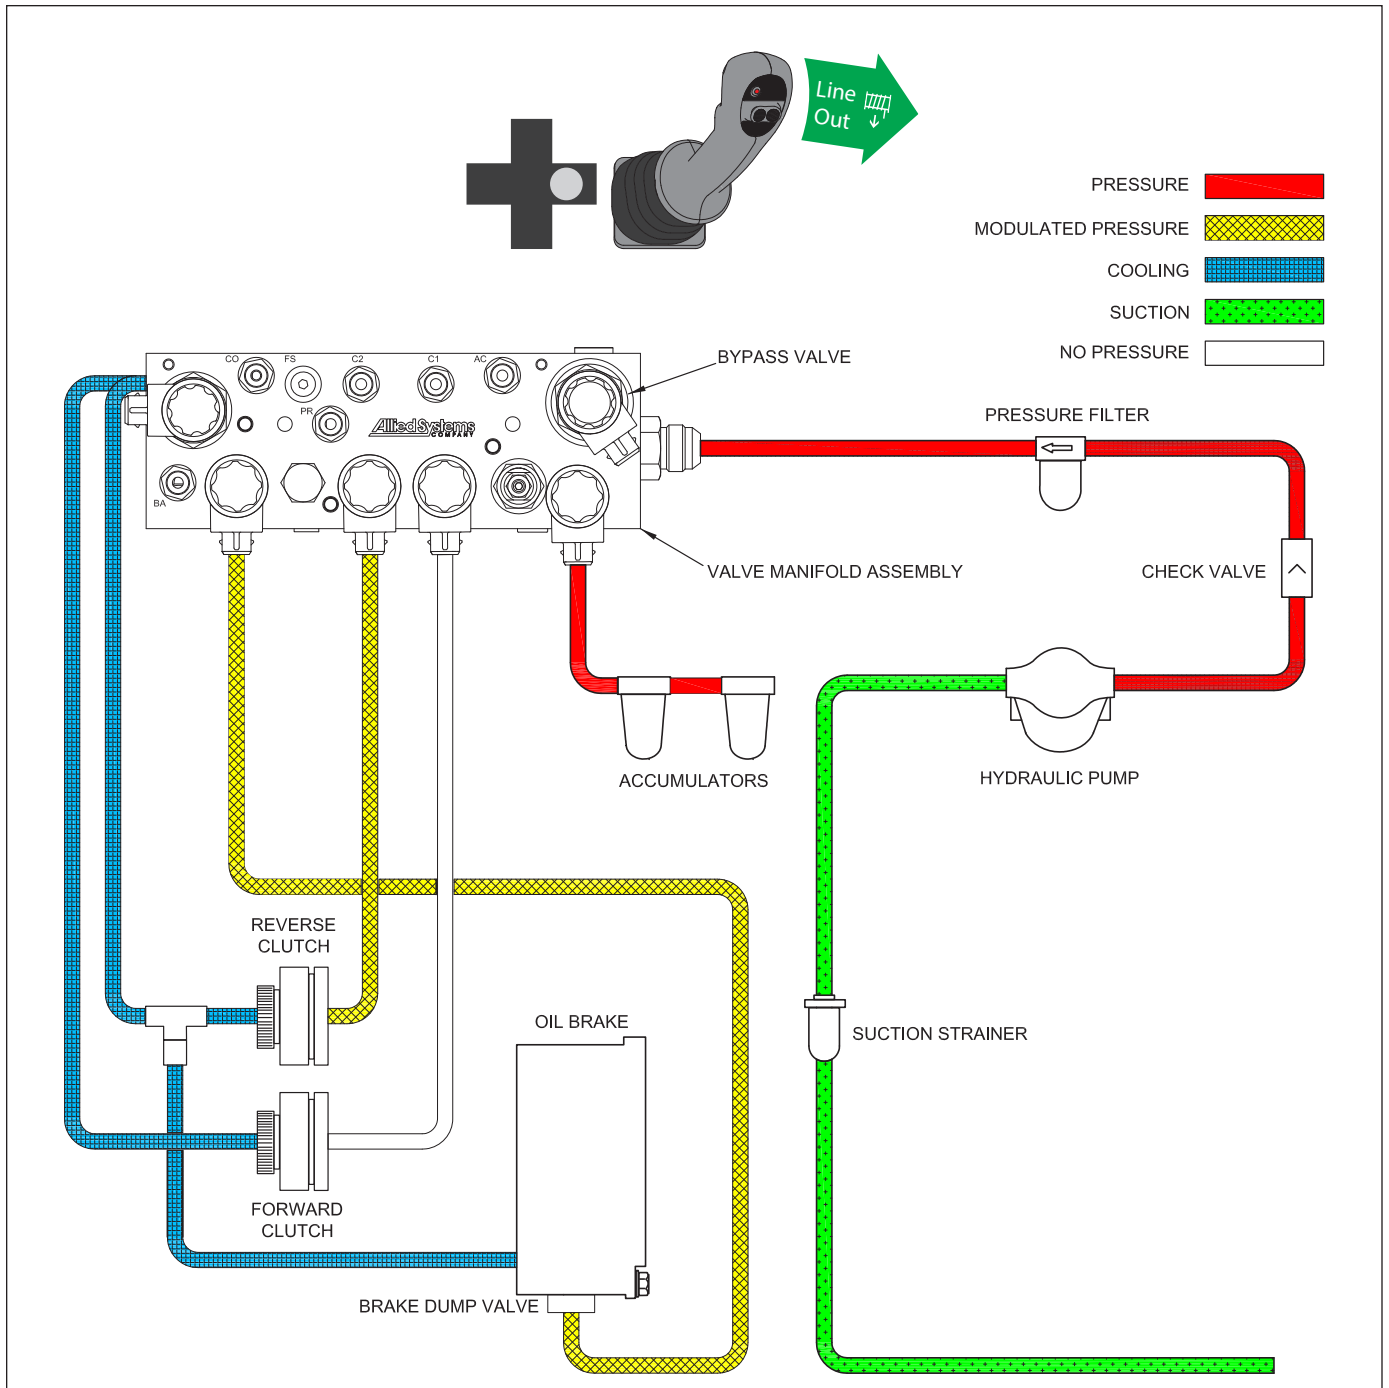 Line
Out
PRESSURE
MODULATED PRESSURE
COOLING
SUCTION
NO PRESSURE
CO
FS
C2
C1
AC
BYPASS VALVE
PR
Allied Systems
COMPANY
PRESSURE FILTER
BA
VALVE MANIFOLD ASSEMBLY
CHECK VALVE
ACCUMULATORS
HYDRAULIC PUMP
REVERSE
CLUTCH
OIL BRAKE
SUCTION STRAINER
FORWARD
CLUTCH
BRAKE DUMP VALVE